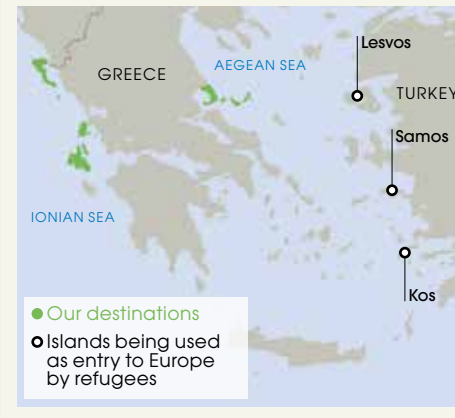 Lesvos
AEGEAN SEA
GREECE
TURKEY
Samos
IONIAN SEA
Kos
Our destinations
Islands being used
as entry to Europe
by refugees